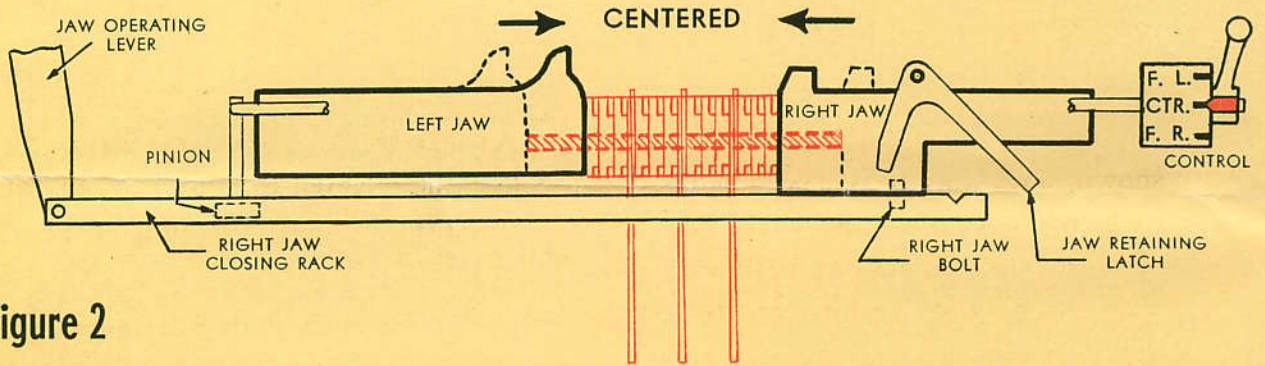 CENTERED
JAW OPERATING
LEVER
F. L.
CTR.
F. R.
CONTROL
LEFT JAW
RIGHT JAW
PINION
RIGHT JAW
CLOSING RACK
RIGHT JAW
BOLT
JAW RETAINING
LATCH
igure 2